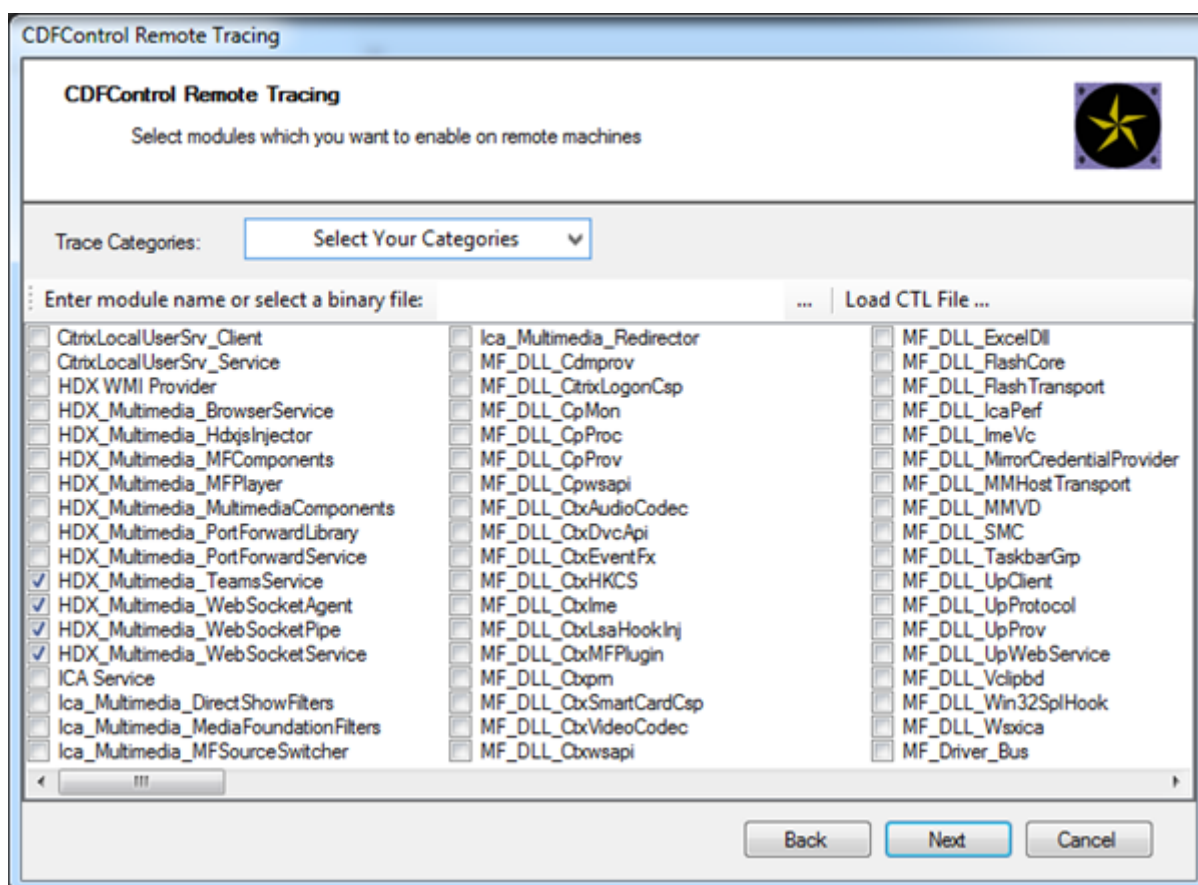 CDFControl Remote Tracing
CDFControl Remote Tracing
Select modules which you want to enable on remote machines
Trace Categories:
Select Your Categories
Enter module name or select a binary file:
...
Load CTL File ...
CitrixLocalUserSrv_Client
CitrixLocalUserSrv_Service
HDX WMI Provider
HDX_Multimedia_BrowserService
HDX_Multimedia_HdxjsInjector
HDX_Multimedia_MFComponents
HDX_Multimedia_MFPlayer
HDX_Multimedia_MultimediaComponents
HDX_Multimedia_PortForwardLibrary
HDX_Multimedia_PortForwardService
HDX_Multimedia_TeamsService
HDX_Multimedia_WebSocketAgent
HDX_Multimedia_WebSocketPipe
HDX_Multimedia_WebSocketService
ICA Service
Ica_Multimedia_DirectShowFilters
Ica_Multimedia_MediaFoundationFilters
Ica_Multimedia_MFSourceSwitcher
Ica_Multimedia_Redirector
MF_DLL_Cdmprov
MF_DLL_CitrixLogonCsp
MF_DLL_CpMon
MF_DLL_CpProc
MF_DLL_CpProv
MF_DLL_Cpwsapi
MF_DLL_CtxAudioCodec
MF_DLL_CtxDvcApi
MF_DLL_CtxEventFx
MF_DLL_CtxHKCS
MF_DLL_CtxIme
MF_DLL_CtxLsaHookInj
MF_DLL_CtxMFPlugin
MF_DLL_Ctxpm
MF_DLL_CtxSmartCardCsp
MF_DLL_CtxVideoCodec
MF_DLL_Ctxwsapi
MF_DLL_ExcelDll
MF_DLL_FlashCore
MF_DLL_FlashTransport
MF_DLL_IcaPerf
MF_DLL_ImeVc
MF_DLL_MirrorCredentialProvider
MF_DLL_MMHostTransport
MF_DLL_MMVD
MF_DLL_SMC
MF_DLL_TaskbarGrp
MF_DLL_UpClient
MF_DLL_UpProtocol
MF_DLL_UpProv
MF_DLL_UpWebService
MF_DLL_Vclipbd
MF_DLL_Win32SplHook
MF_DLL_Wsxica
MF_Driver_Bus
Back
Next
Cancel